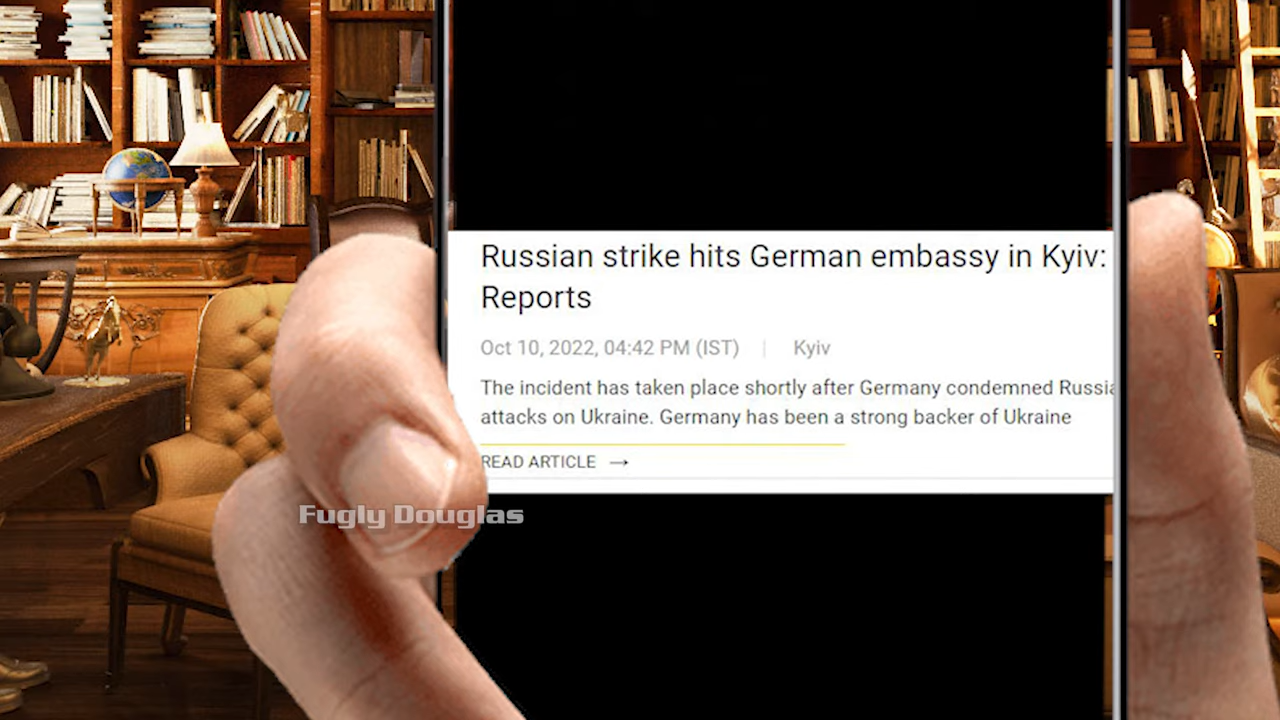 Russian strike hits German embassy in Kyiv:
Reports
Oct 10, 2022, 04:42 PM (IST) | Kyiv
The incident has taken place shortly after Germany condemned Russia
attacks on Ukraine. Germany has been a strong backer of Ukraine
READ ARTICLE →
Fugly Douglas